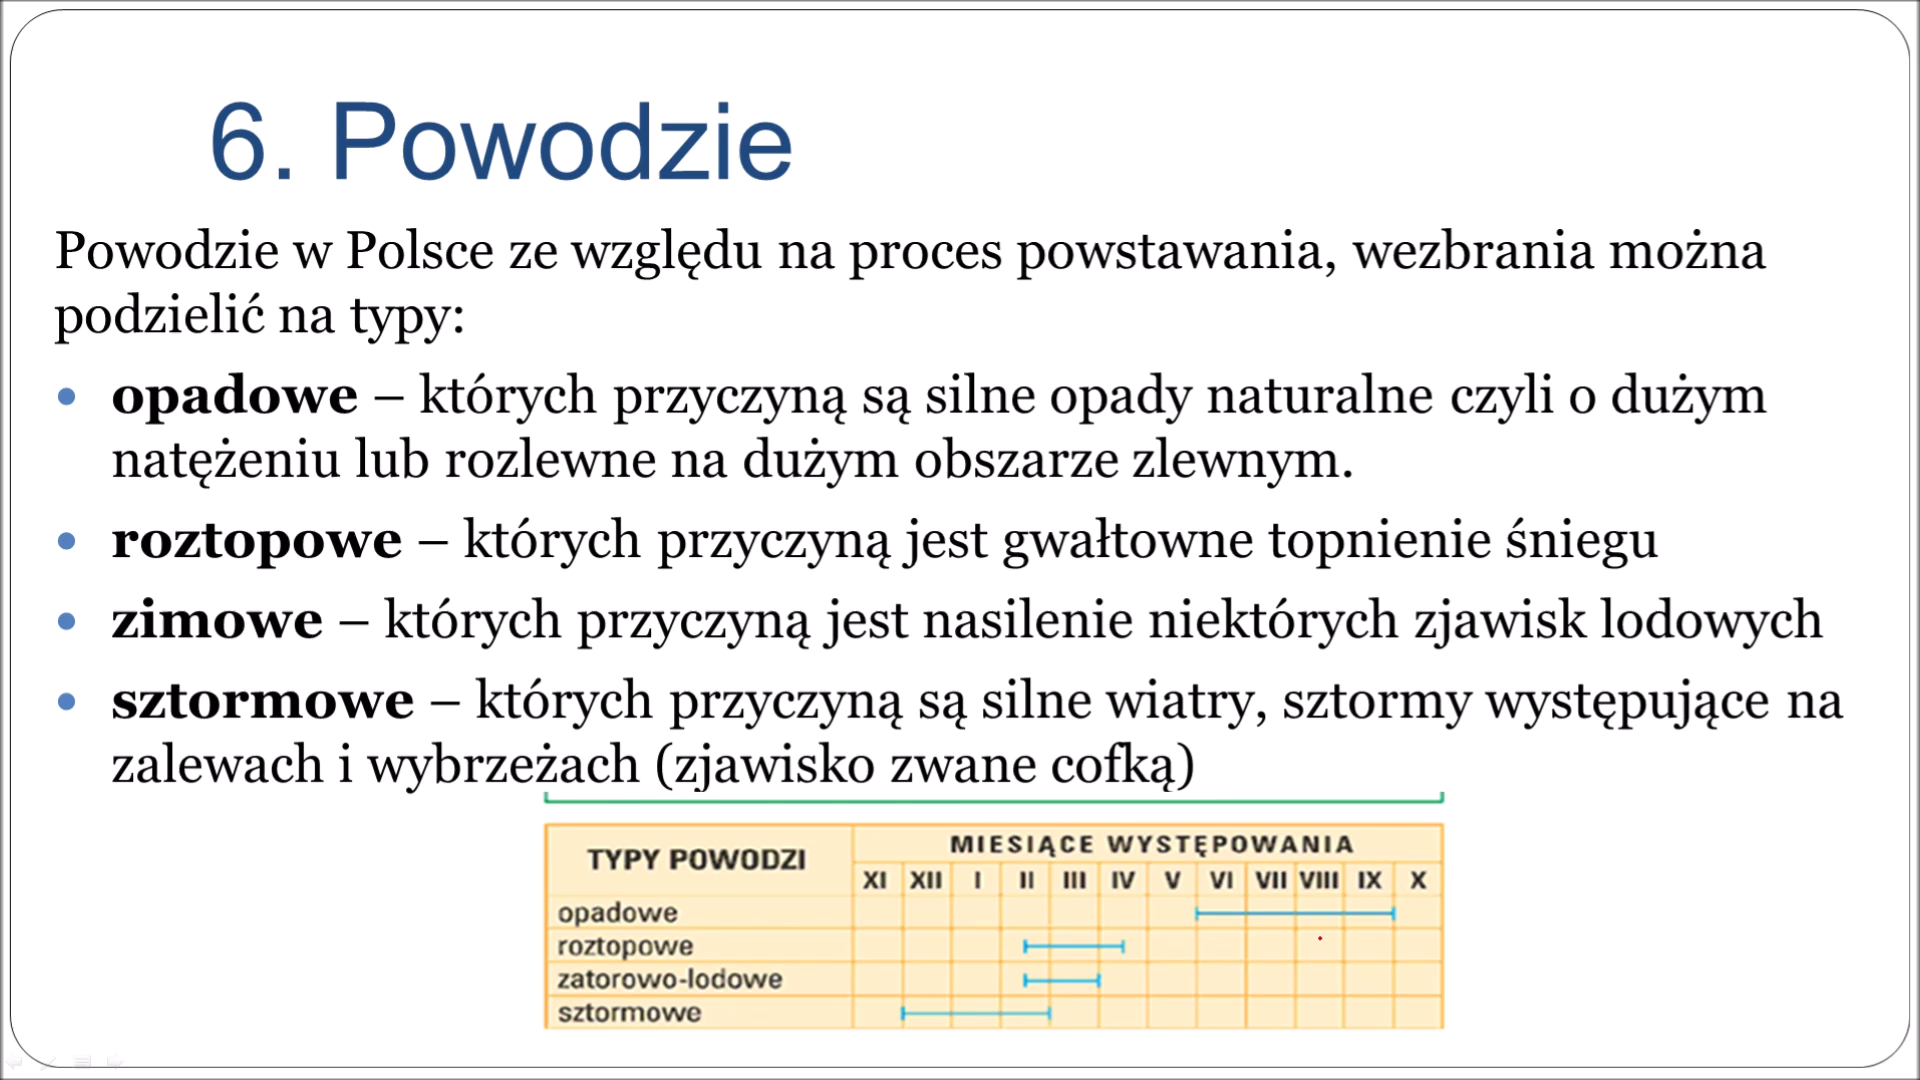 6. Powodzie
Powodzie w Polsce ze względu na proces powstawania, wezbrania można
podzielić na typy:
• opadowe – których przyczyną są silne opady naturalne czyli o dużym
natężeniu lub rozlewne na dużym obszarze zlewnym.
• roztopowe – których przyczyną jest gwałtowne topnienie śniegu
• zimowe – których przyczyną jest nasilenie niektórych zjawisk lodowych
• sztormowe – których przyczyną są silne wiatry, sztormy występujące na
zalewach i wybrzeżach (zjawisko zwane cofką)
TYPY POWODZI
MIESIĄCE WYSTĘPOWANIA
XI XII I II III IV V VI VII VIII IX X
opadowe
roztopowe
zatorowo-lodowe
sztormowe